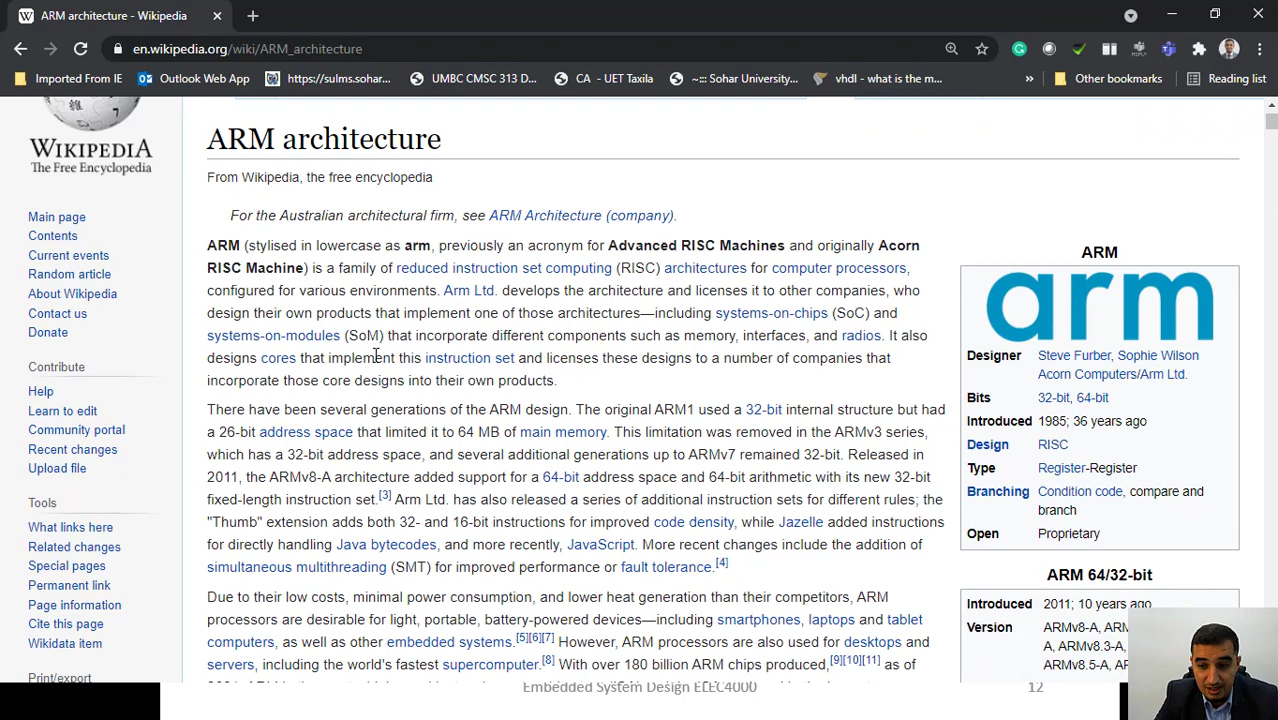 ARM architecture - Wikipedia
en.wikipedia.org/wiki/ARM_architecture
Imported From IE
Outlook Web App
https://sulms.sohar...
UMBC CMSC 313 D...
CA - UET Taxila
~::: Sohar University...
vhdl - what is the m...
»
Other bookmarks
Reading list
WIKIPEDIA
The Free Encyclopedia
Main page
Contents
Current events
Random article
About Wikipedia
Contact us
Donate
Contribute
Help
Learn to edit
Community portal
Recent changes
Upload file
Tools
What links here
Related changes
Special pages
Permanent link
Page information
Cite this page
Wikidata item
Print/export
ARM architecture
From Wikipedia, the free encyclopedia
For the Australian architectural firm, see ARM Architecture (company).
ARM (stylised in lowercase as arm, previously an acronym for Advanced RISC Machines and originally Acorn
RISC Machine) is a family of reduced instruction set computing (RISC) architectures for computer processors,
configured for various environments. Arm Ltd. develops the architecture and licenses it to other companies, who
design their own products that implement one of those architectures—including systems-on-chips (SoC) and
systems-on-modules (SoM) that incorporate different components such as memory, interfaces, and radios. It also
designs cores that implement this instruction set and licenses these designs to a number of companies that
incorporate those core designs into their own products.
There have been several generations of the ARM design. The original ARM1 used a 32-bit internal structure but had
a 26-bit address space that limited it to 64 MB of main memory. This limitation was removed in the ARMv3 series,
which has a 32-bit address space, and several additional generations up to ARMv7 remained 32-bit. Released in
2011, the ARMv8-A architecture added support for a 64-bit address space and 64-bit arithmetic with its new 32-bit
fixed-length instruction set.[3] Arm Ltd. has also released a series of additional instruction sets for different rules; the
"Thumb" extension adds both 32- and 16-bit instructions for improved code density, while Jazelle added instructions
for directly handling Java bytecodes, and more recently, JavaScript. More recent changes include the addition of
simultaneous multithreading (SMT) for improved performance or fault tolerance.[4]
Due to their low costs, minimal power consumption, and lower heat generation than their competitors, ARM
processors are desirable for light, portable, battery-powered devices—including smartphones, laptops and tablet
computers, as well as other embedded systems.[5][6][7] However, ARM processors are also used for desktops and
servers, including the world's fastest supercomputer.[8] With over 180 billion ARM chips produced,[9][10][11] as of
ARM
arm
Designer Steve Furber, Sophie Wilson
Acorn Computers/Arm Ltd.
Bits 32-bit, 64-bit
Introduced 1985; 36 years ago
Design RISC
Type Register-Register
Branching Condition code, compare and
branch
Open Proprietary
ARM 64/32-bit
Introduced 2011; 10 years ago
Version ARMv8-A, ARM
ARMv8.3-A, ARM
ARMv8.5-A, ARM
Embedded System Design ELEC4000
12